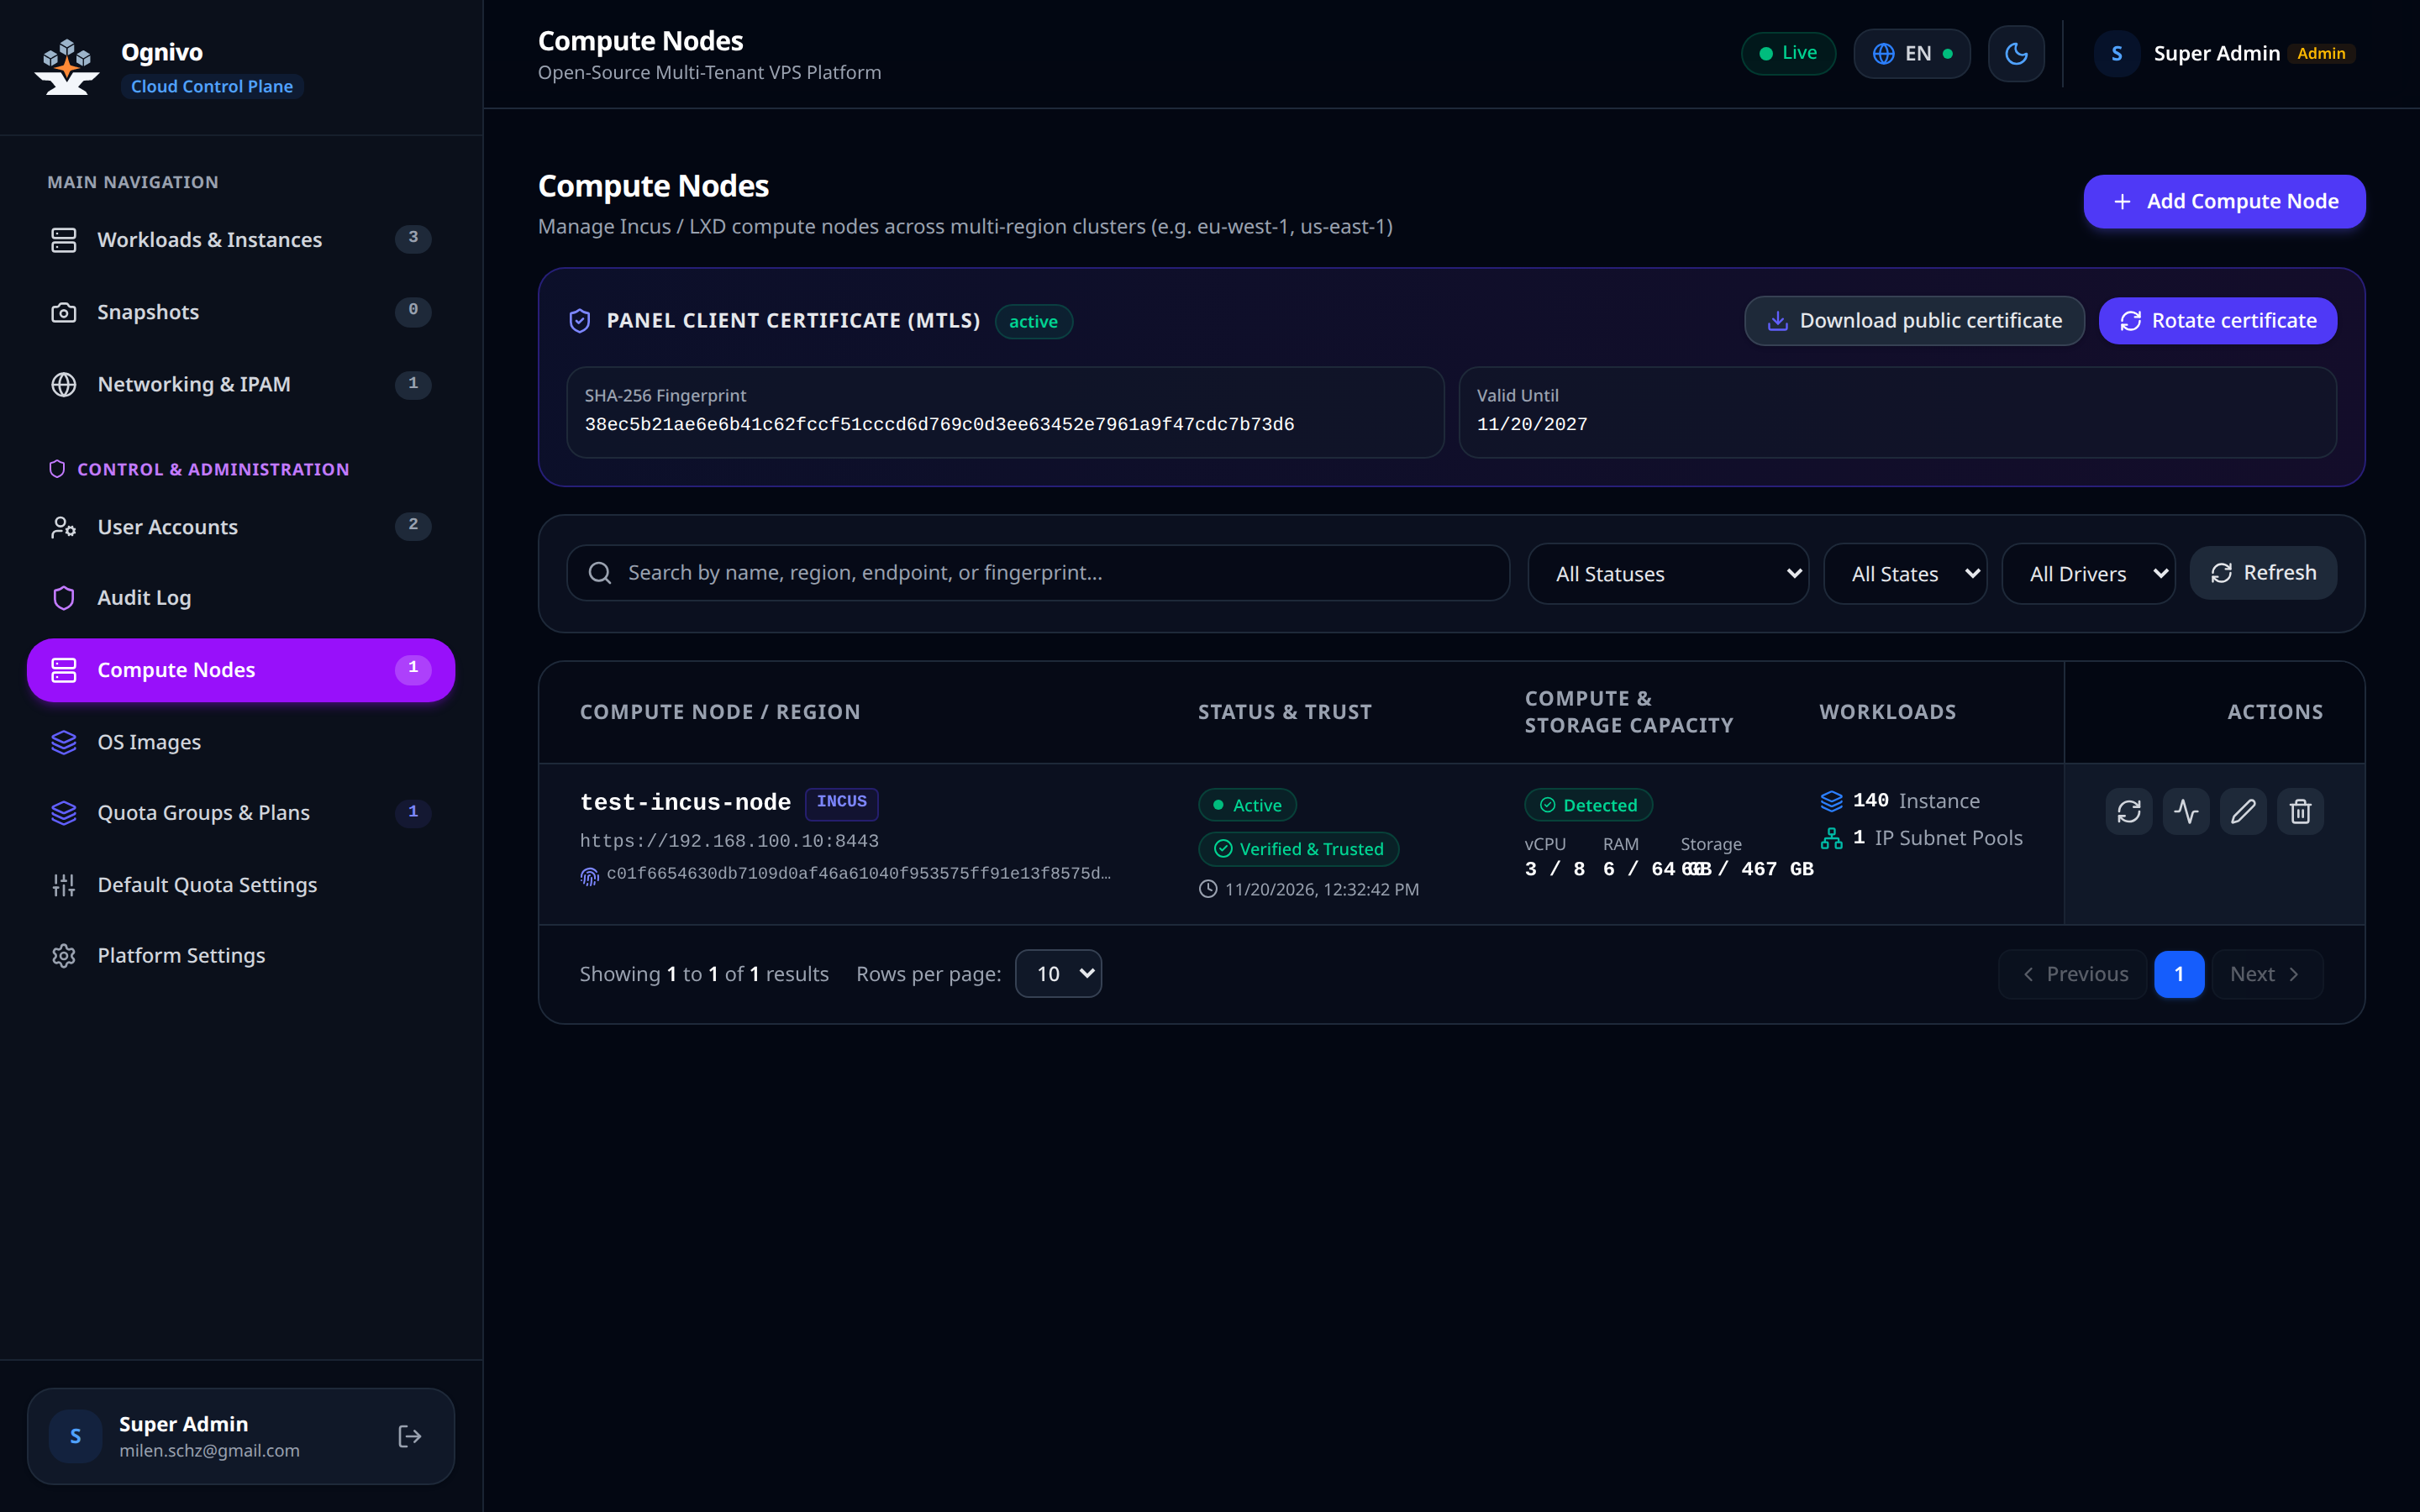 Ognivo
Cloud Control Plane
MAIN NAVIGATION
Workloads & Instances 3
Snapshots 0
Networking & IPAM 1
CONTROL & ADMINISTRATION
User Accounts 2
Audit Log
Compute Nodes 1
OS Images
Quota Groups & Plans 1
Default Quota Settings
Platform Settings
S Super Admin
milen.schz@gmail.com
Compute Nodes
Open-Source Multi-Tenant VPS Platform
Live
EN
S Super Admin Admin
Compute Nodes
Manage Incus / LXD compute nodes across multi-region clusters (e.g. eu-west-1, us-east-1)
Add Compute Node
PANEL CLIENT CERTIFICATE (MTLS) active
Download public certificate
Rotate certificate
SHA-256 Fingerprint
38ec5b21ae6e6b41c62fccf51cccd6d769c0d3ee63452e7961a9f47cdc7b73d6
Valid Until
11/20/2027
Search by name, region, endpoint, or fingerprint...
All Statuses
All States
All Drivers
Refresh
COMPUTE NODE / REGION
STATUS & TRUST
COMPUTE &
STORAGE CAPACITY
WORKLOADS
ACTIONS
test-incus-node INCUS
https://192.168.100.10:8443
c01f6654630db7109d0af46a61040f953575ff91e13f8575d…
Active
Verified & Trusted
11/20/2026, 12:32:42 PM
Detected
vCPU RAM Storage
3 / 8 6 / 64 GB / 467 GB
140 Instance
1 IP Subnet Pools
Showing 1 to 1 of 1 results
Rows per page: 10
Previous 1 Next